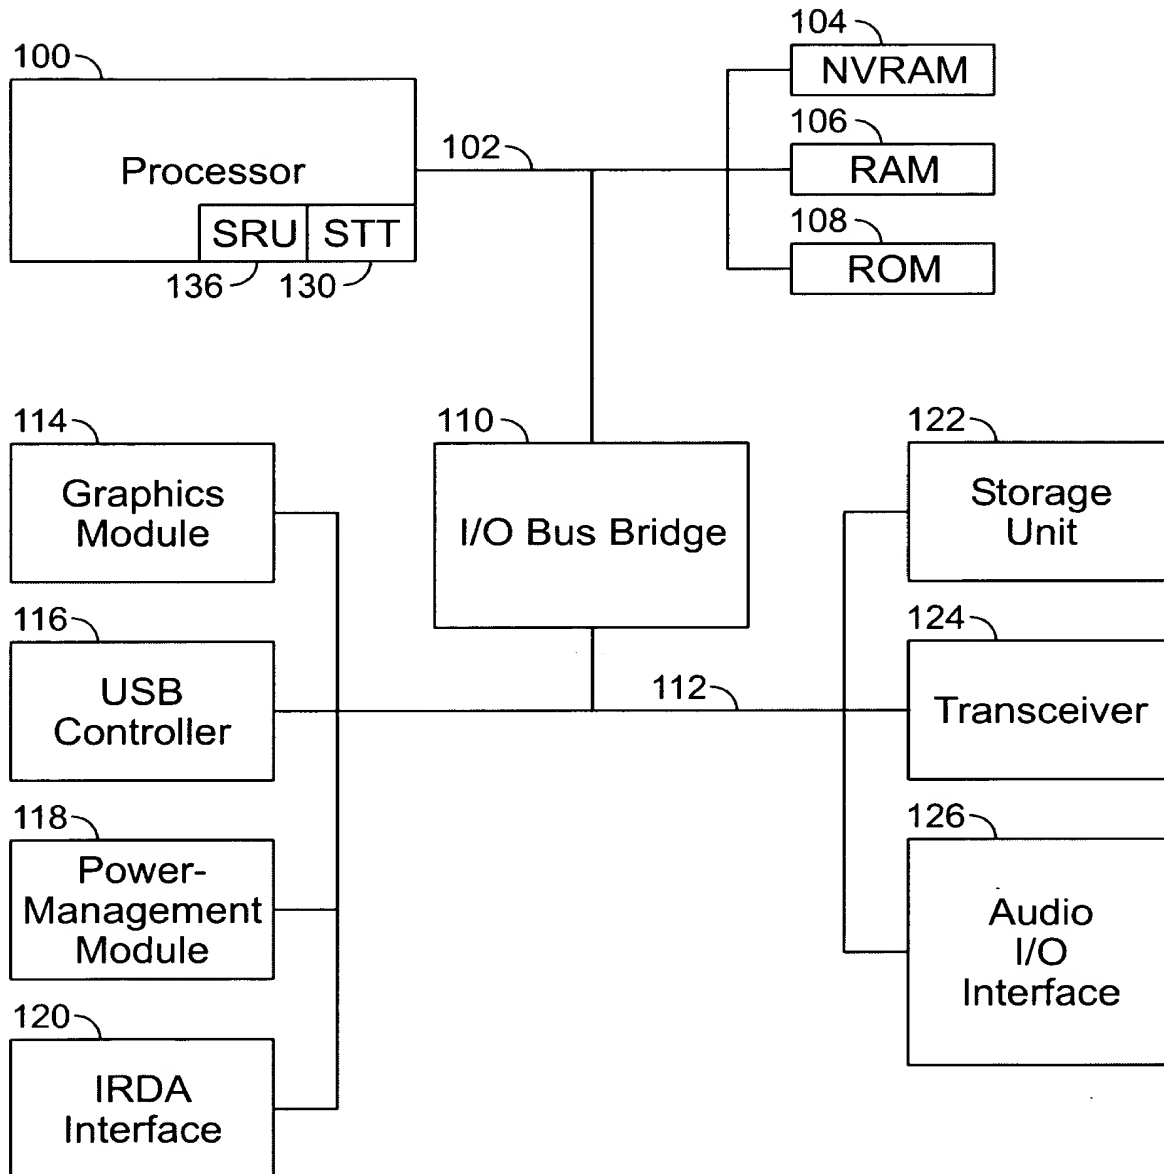 100
Processor
SRU STT
136 130
102
104
NVRAM
106
RAM
108
ROM
110
I/O Bus Bridge
112
114
Graphics
Module
116
USB
Controller
118
Power-
Management
Module
120
IRDA
Interface
122
Storage
Unit
124
Transceiver
126
Audio
I/O
Interface